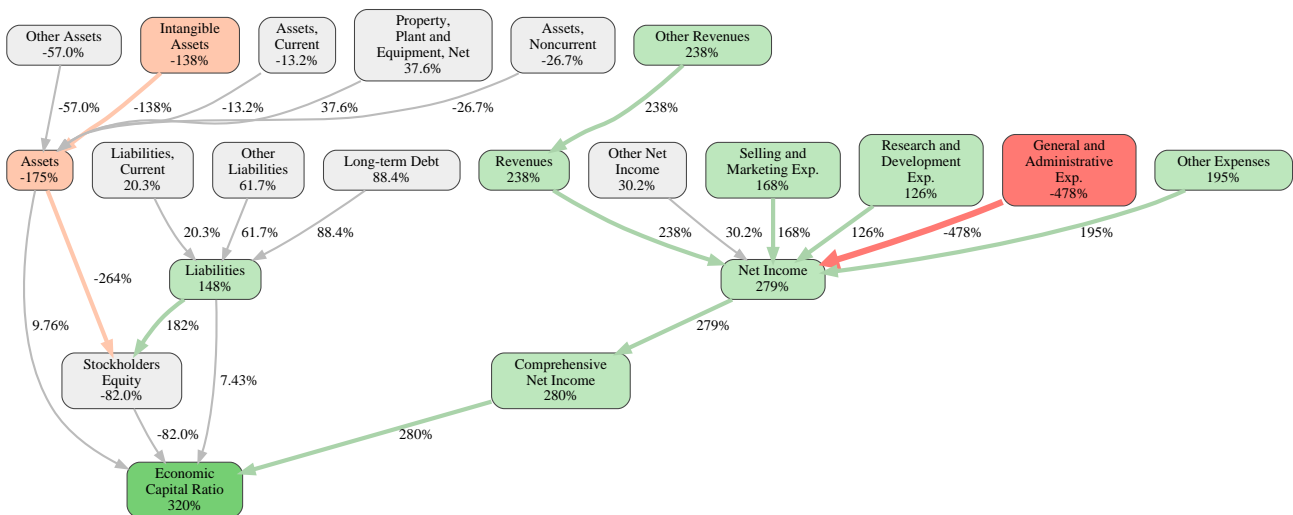 Other Assets
-57.0%
Intangible
Assets
-138%
Assets,
Current
-13.2%
Property,
Plant and
Equipment, Net
37.6%
Assets,
Noncurrent
-26.7%
Other Revenues
238%
-57.0%
-138%
-13.2%
37.6%
-26.7%
238%
Assets
-175%
Liabilities,
Current
20.3%
Other
Liabilities
61.7%
Long-term Debt
88.4%
Revenues
238%
Other Net
Income
30.2%
Selling and
Marketing Exp.
168%
Research and
Development
Exp.
126%
General and
Administrative
Exp.
-478%
Other Expenses
195%
20.3%
61.7%
88.4%
238%
30.2%
168%
126%
-478%
195%
-264%
Liabilities
148%
Net Income
279%
9.76%
182%
279%
Stockholders
Equity
-82.0%
7.43%
Comprehensive
Net Income
280%
-82.0%
280%
Economic
Capital Ratio
320%